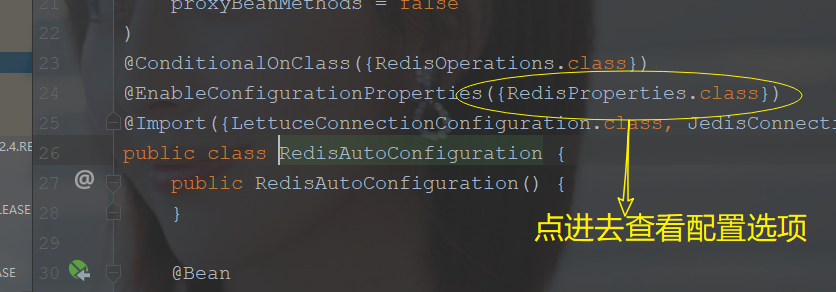 21 proxyBeanMethods = false
22 )
23 @ConditionalOnClass({RedisOperations.class})
24 @EnableConfigurationProperties({RedisProperties.class})
25 @Import({LettuceConnectionConfiguration.class, JedisConnecti
2.4.RE 26 public class RedisAutoConfiguration {
27 @ public RedisAutoConfiguration() {
LEASE 28 }
点进去查看配置选项
29
ASE 30 @Bean